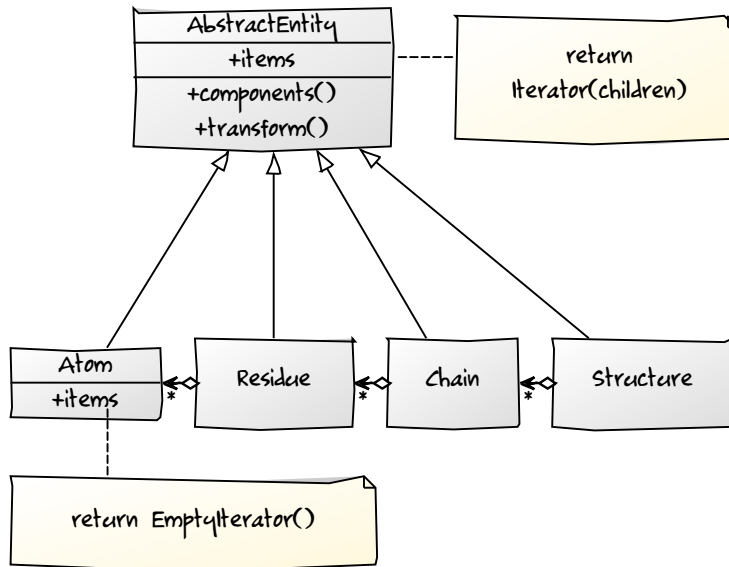 AbstractEntity
+items
+components()
+transform()
return
Iterator(children)
Atom
+items
*
Residue
*
Chain
*
Structure
return EmptyIterator()